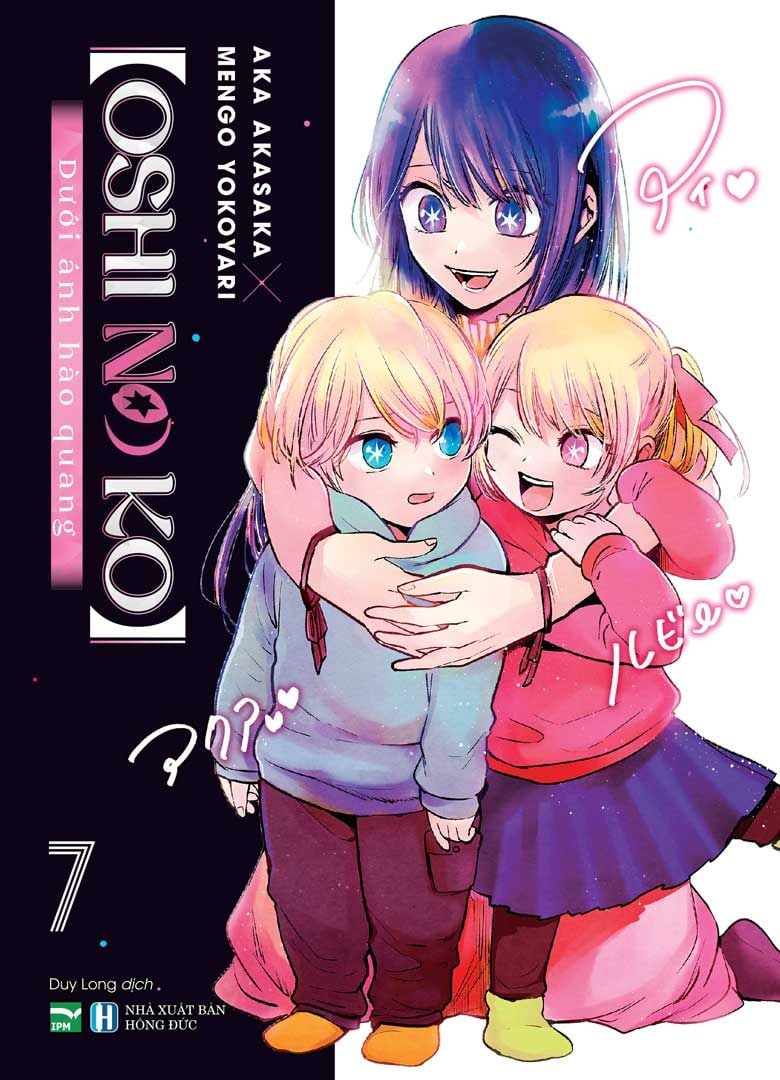 AKA AKASAKA
×
MENGO YOKOYARI
【OSHI NO KO】
Dưới ánh hào quang
アイ♡
ルビー♡
アクア♡
7
Duy Long dịch
IPM
H
NHÀ XUẤT BẢN
HỒNG ĐỨC